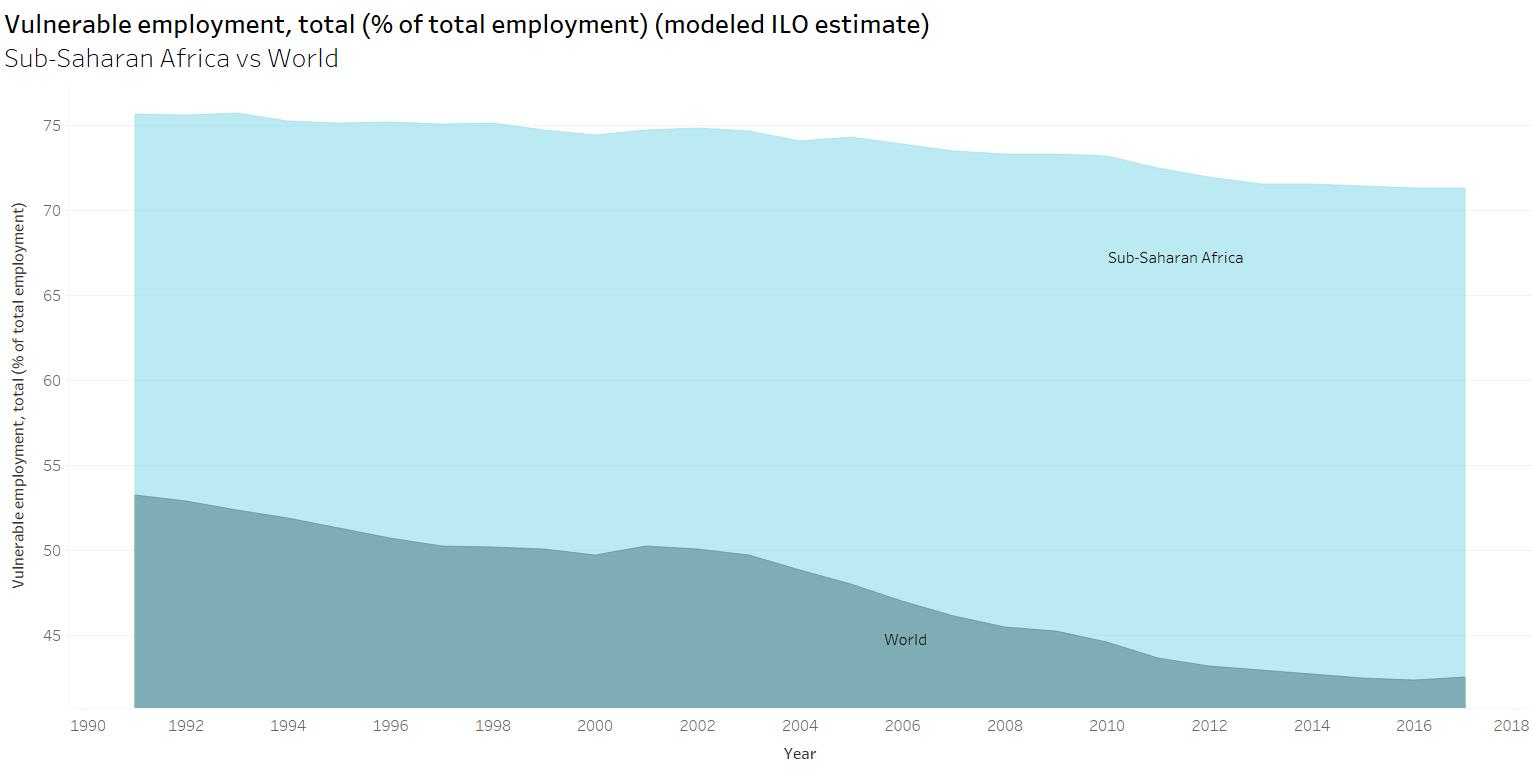 Vulnerable employment, total (% of total employment) (modeled ILO estimate)
Sub-Saharan Africa vs World
Vulnerable employment, total (% of total employment)
75
70
65
60
55
50
45
Sub-Saharan Africa
World
1990 1992 1994 1996 1998 2000 2002 2004 2006 2008 2010 2012 2014 2016 2018
Year